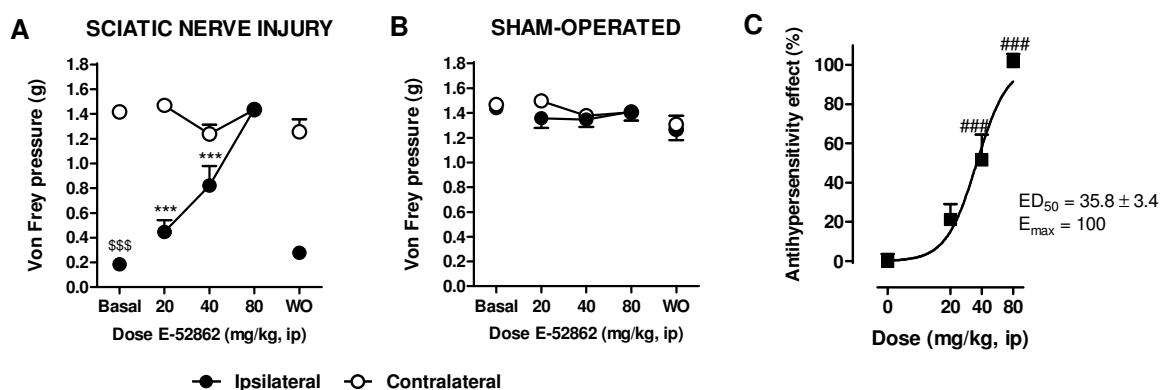 A SCIATIC NERVE INJURY
Von Frey pressure (g)
1.8
1.6
1.4
1.2
1.0
0.8
0.6
0.4
0.2
0.0
$$$
***
***
Basal 20 40 80 WO
Dose E-52862 (mg/kg, ip)
B SHAM-OPERATED
Von Frey pressure (g)
1.8
1.6
1.4
1.2
1.0
0.8
0.6
0.4
0.2
0.0
Basal 20 40 80 WO
Dose E-52862 (mg/kg, ip)
Ipsilateral Contralateral
C
Antihypersensitivity effect (%)
100
80
60
40
20
0
###
###
ED50 = 35.8 ± 3.4
Emax = 100
0 20 40 80
Dose (mg/kg, ip)